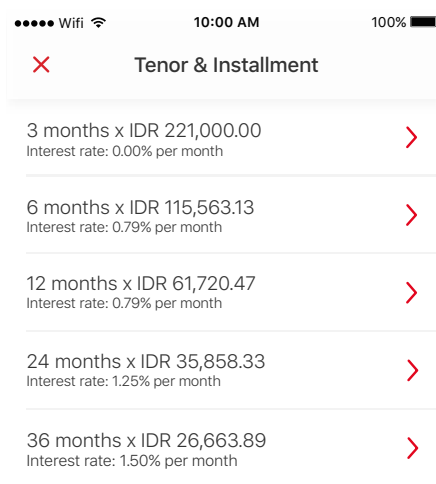 Wifi 10:00 AM 100%
Tenor & Installment
3 months x IDR 221,000.00
Interest rate: 0.00% per month
6 months x IDR 115,563.13
Interest rate: 0.79% per month
12 months x IDR 61,720.47
Interest rate: 0.79% per month
24 months x IDR 35,858.33
Interest rate: 1.25% per month
36 months x IDR 26,663.89
Interest rate: 1.50% per month